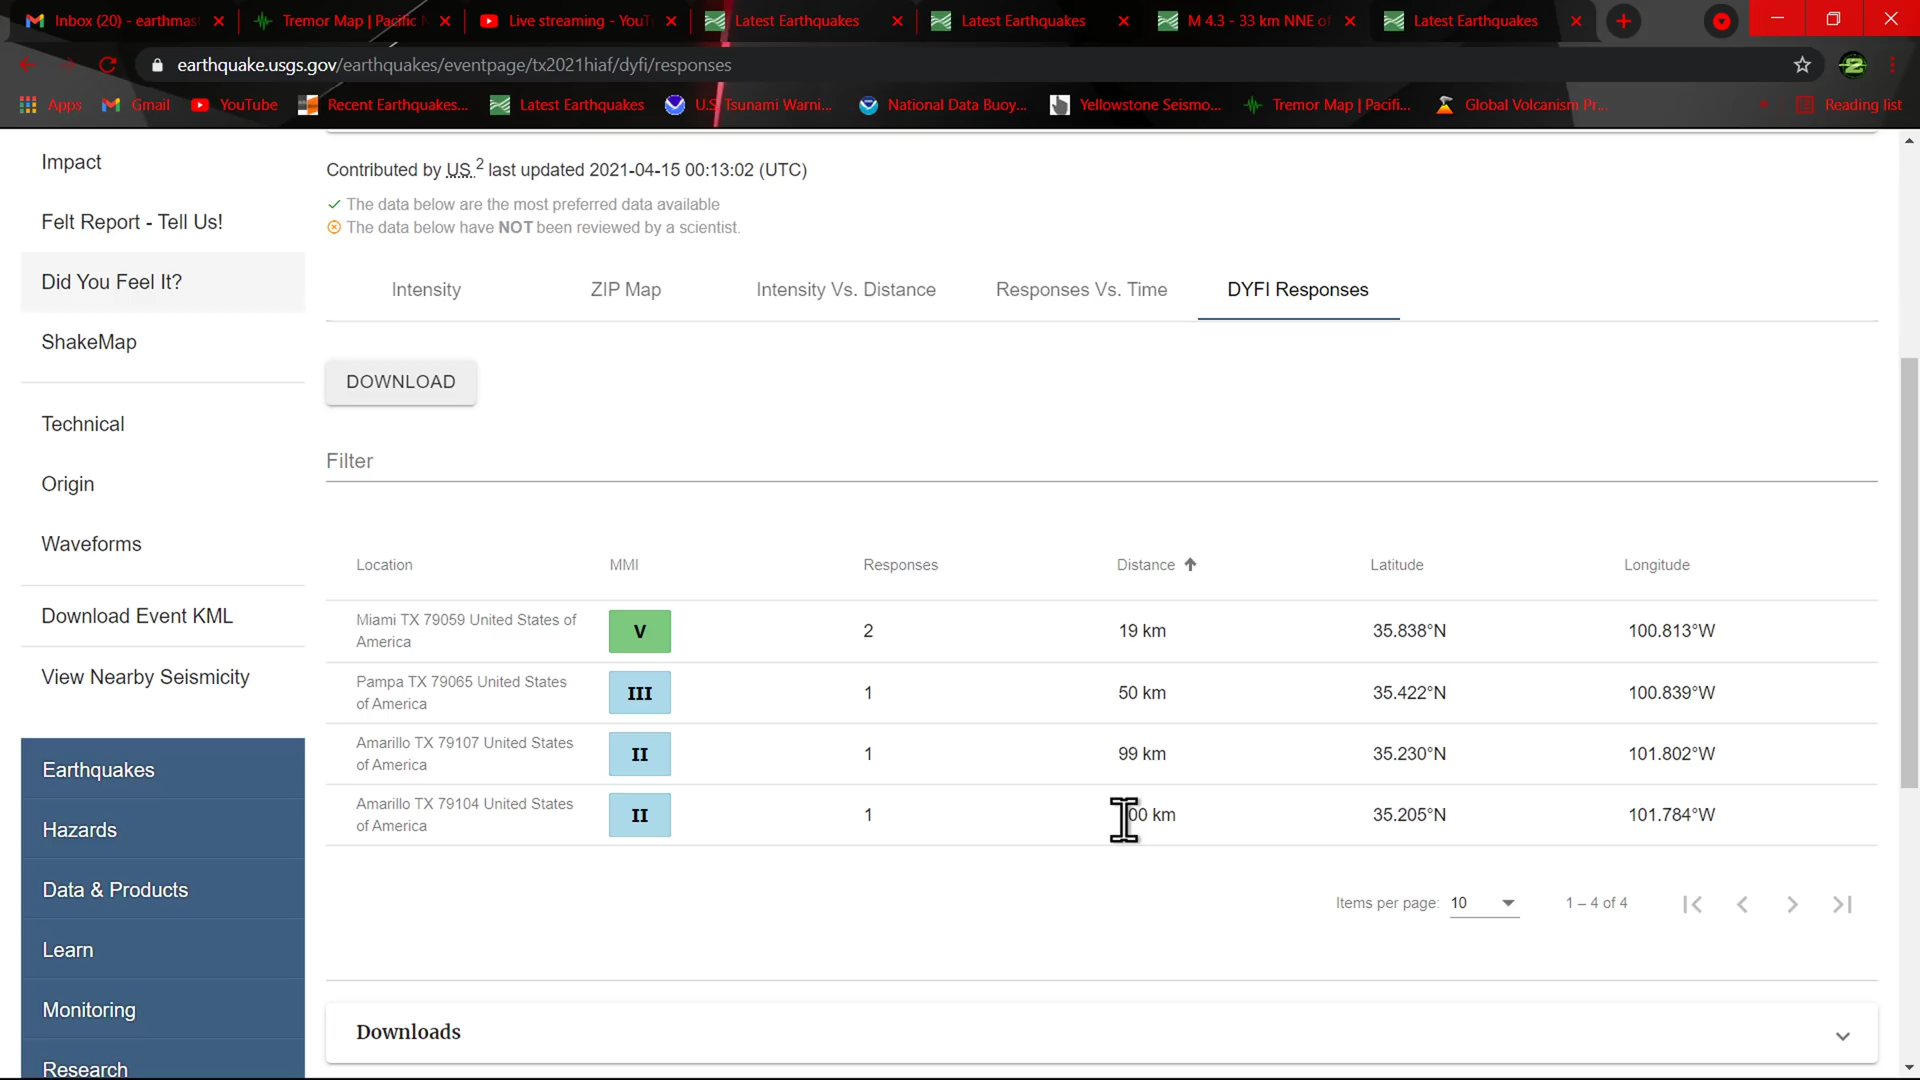 Inbox (20) - earthmast
Tremor Map | Pacific N
Live streaming - YouT
Latest Earthquakes
Latest Earthquakes
M 4.3 - 33 km NNE of
Latest Earthquakes
earthquake.usgs.gov/earthquakes/eventpage/tx2021hiaf/dyfi/responses
Apps
Gmail
YouTube
Recent Earthquakes...
Latest Earthquakes
U.S. Tsunami Warni...
National Data Buoy...
Yellowstone Seismo...
Tremor Map | Pacifi...
Global Volcanism Pr...
Reading list
Impact
Felt Report - Tell Us!
Did You Feel It?
ShakeMap
Technical
Origin
Waveforms
Download Event KML
View Nearby Seismicity
Earthquakes
Hazards
Data & Products
Learn
Monitoring
Research
Contributed by US 2 last updated 2021-04-15 00:13:02 (UTC)
The data below are the most preferred data available
The data below have NOT been reviewed by a scientist.
Intensity
ZIP Map
Intensity Vs. Distance
Responses Vs. Time
DYFI Responses
DOWNLOAD
Filter
Location MMI Responses Distance Latitude Longitude
Miami TX 79059 United States of
America
V 2 19 km 35.838°N 100.813°W
Pampa TX 79065 United States
of America
III 1 50 km 35.422°N 100.839°W
Amarillo TX 79107 United States
of America
II 1 99 km 35.230°N 101.802°W
Amarillo TX 79104 United States
of America
II 1 00 km 35.205°N 101.784°W
Items per page: 10 1 – 4 of 4
Downloads